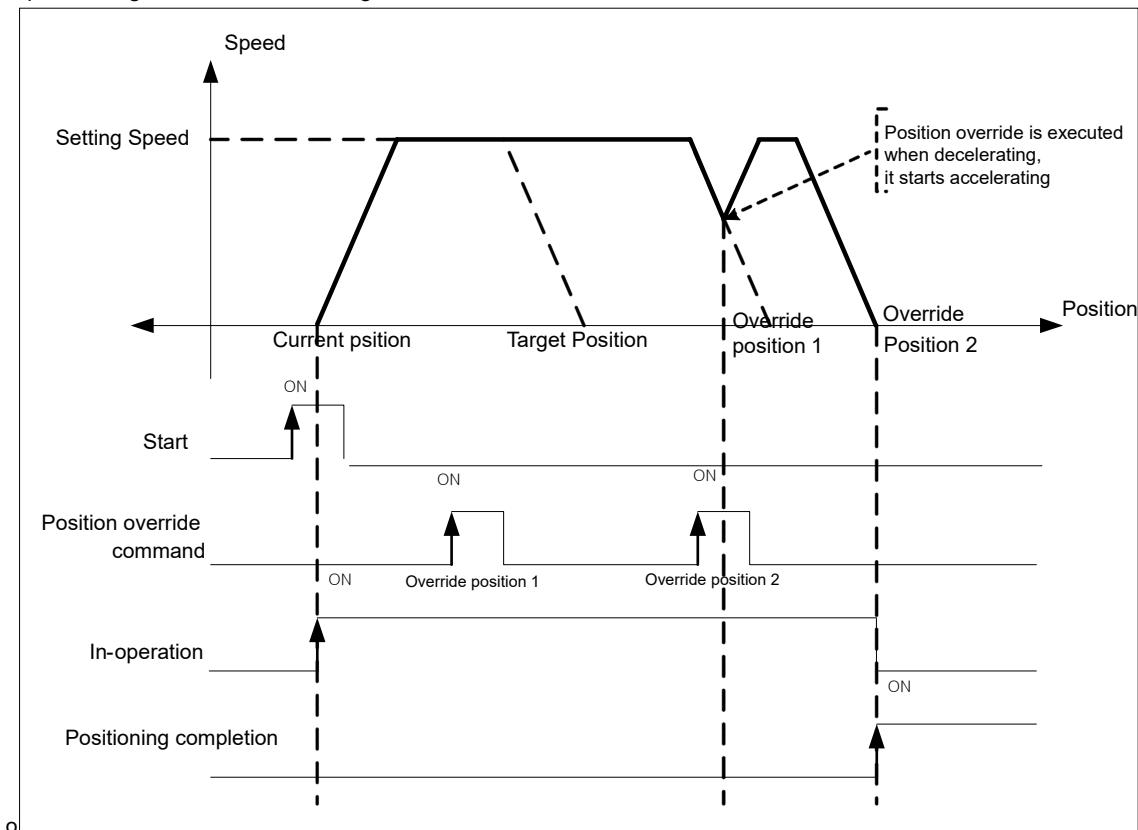 Speed
Setting Speed
Position override is executed
when decelerating,
it starts accelerating
Position
Current psition
Target Position
Override
position 1
Override
Position 2
ON
Start
ON
ON
Position override
command
ON
Override position 1
Override position 2
In-operation
ON
Positioning completion
o